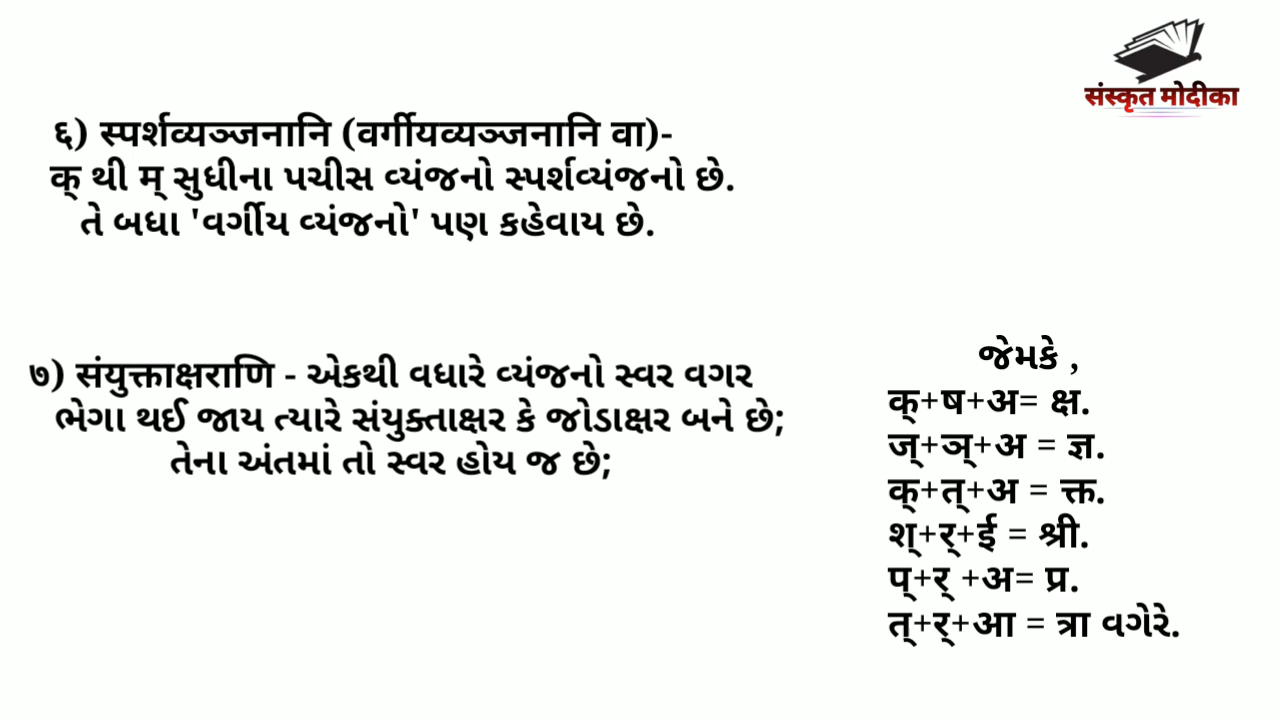 संस्कृत मोदीका
६) स्पर्शव्यञ्जनानि (वर्गीयव्यञ्जनानि वा)-
क् થી म् સુધીના પચીસ વ્યંજનો સ્પર્શવ્યંજનો છે.
તે બધા 'વર્ગીય વ્યંજનો' પણ કહેવાય છે.
७) संयुक्ताक्षराणि - એકથી વધારે વ્યંજનો સ્વર વગર
ભેગા થઈ જાય ત્યારે સંયુક્તાક્ષર કે જોડાક્ષર બને છે;
તેના અંતમાં તો સ્વર હોય જ છે;
જેમકે ,
क्+ष+अ= क्ष.
ज्+ञ्+अ = ज्ञ.
क्+त्+अ = क्त.
श्+र्+ई = श्री.
प्+र् +अ= प्र.
त्+र्+आ = त्रा વગેરે.